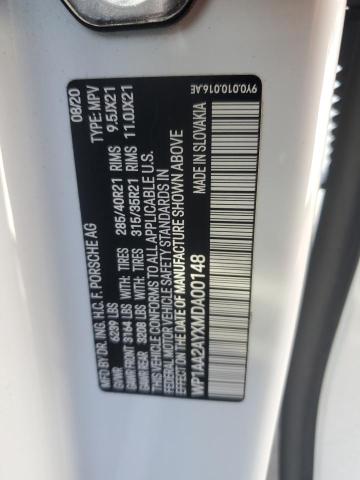 MFD BY DR. ING. H.C. F. PORSCHE AG 08/20
GVWR 6239 LBS TYPE: MPV
GAWR FRONT 3164 LBS WITH: TIRES 285/40R21 RIMS 9.5JX21
GAWR REAR 3208 LBS WITH: TIRES 315/35R21 RIMS 11.0JX21
THIS VEHICLE CONFORMS TO ALL APPLICABLE U.S.
FEDERAL MOTOR VEHICLE SAFETY STANDARDS IN
EFFECT ON THE DATE OF MANUFACTURE SHOWN ABOVE
WP1AA2AYXMDA00148 MADE IN SLOVAKIA
9Y0.010.016.AE